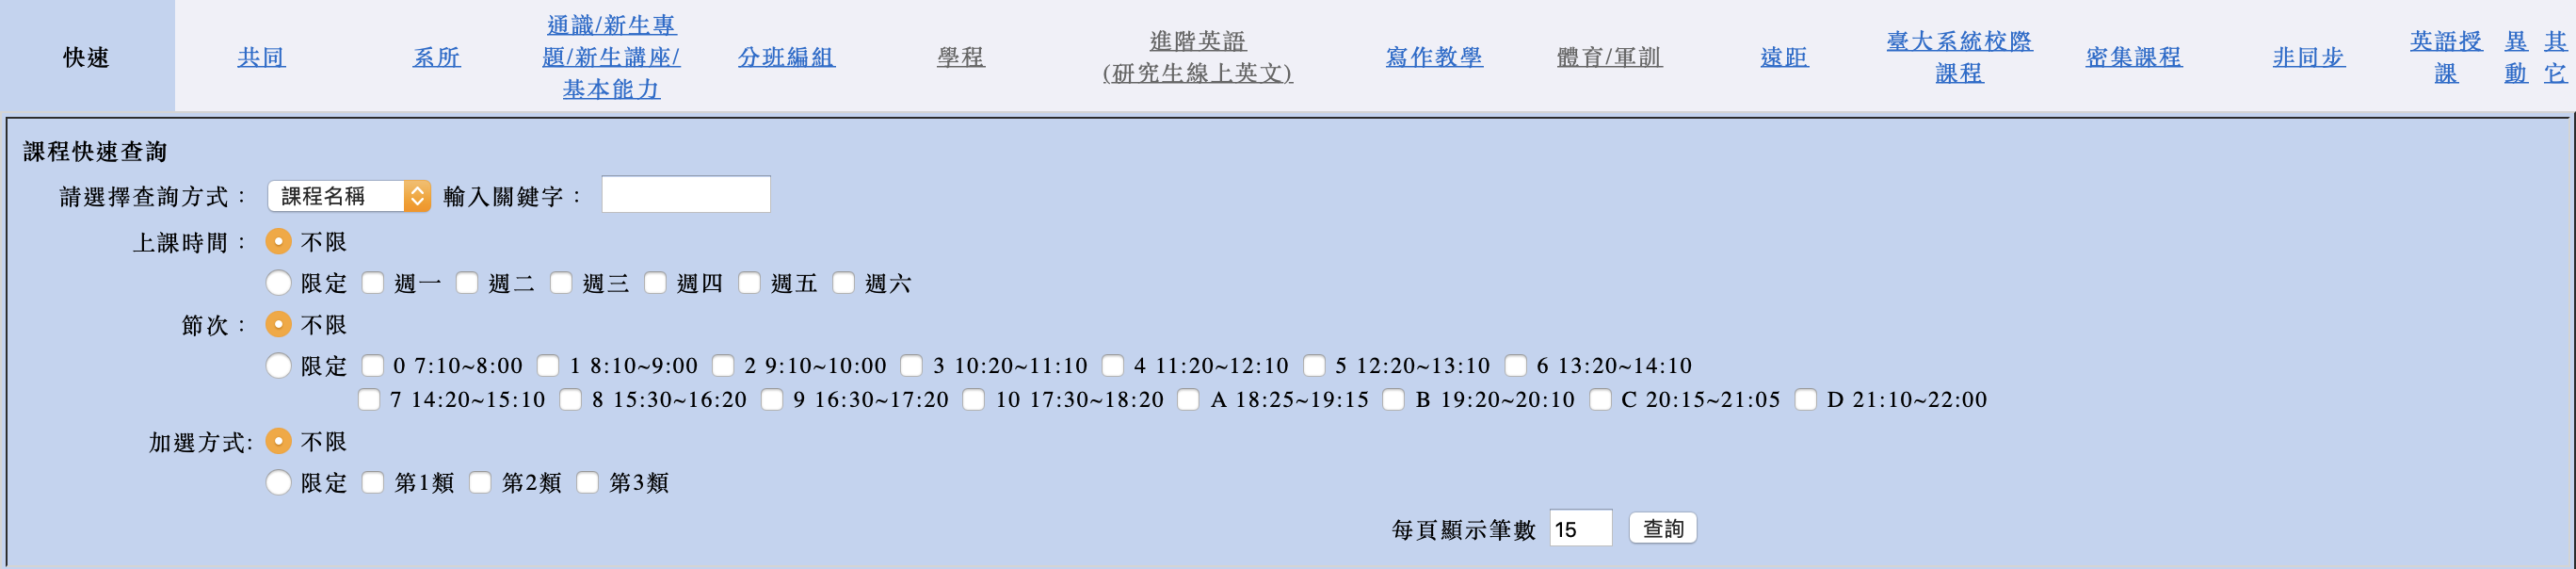 快速
共同
系所
通識/新生專
題/新生講座/
基本能力
分班編組
學程
進階英語
(研究生線上英文)
寫作教學
體育/軍訓
遠距
臺大系統校際
課程
密集課程
非同步
英語授
課
異
動
其
它
課程快速查詢
請選擇查詢方式： 課程名稱 輸入關鍵字：
上課時間： 不限
限定 週一 週二 週三 週四 週五 週六
節次： 不限
限定 0 7:10~8:00 1 8:10~9:00 2 9:10~10:00 3 10:20~11:10 4 11:20~12:10 5 12:20~13:10 6 13:20~14:10
7 14:20~15:10 8 15:30~16:20 9 16:30~17:20 10 17:30~18:20 A 18:25~19:15 B 19:20~20:10 C 20:15~21:05 D 21:10~22:00
加選方式: 不限
限定 第1類 第2類 第3類
每頁顯示筆數 15 查詢